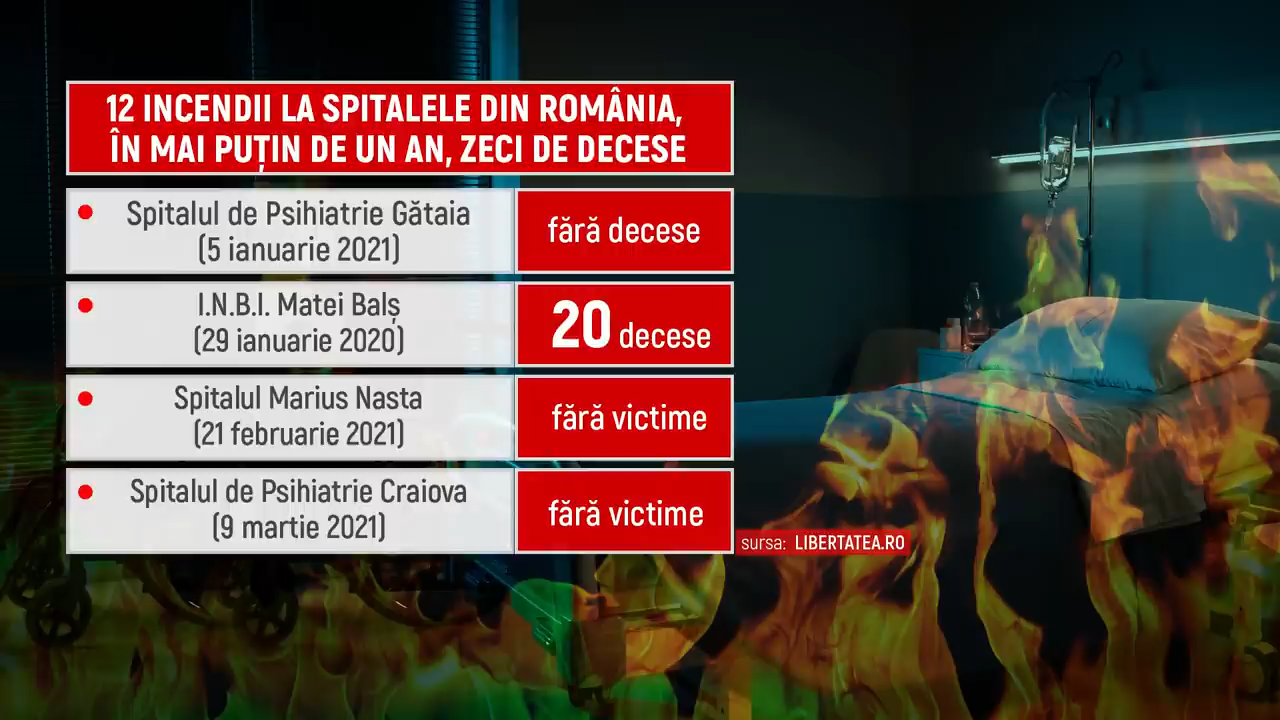 12 INCENDII LA SPITALELE DIN ROMÂNIA,
ÎN MAI PUȚIN DE UN AN, ZECI DE DECESE
Spitalul de Psihiatrie Gătaia
(5 ianuarie 2021)
fără decese
I.N.B.I. Matei Balș
(29 ianuarie 2020)
20 decese
Spitalul Marius Nasta
(21 februarie 2021)
fără victime
Spitalul de Psihiatrie Craiova
(9 martie 2021)
fără victime
sursa: LIBERTATEA.RO